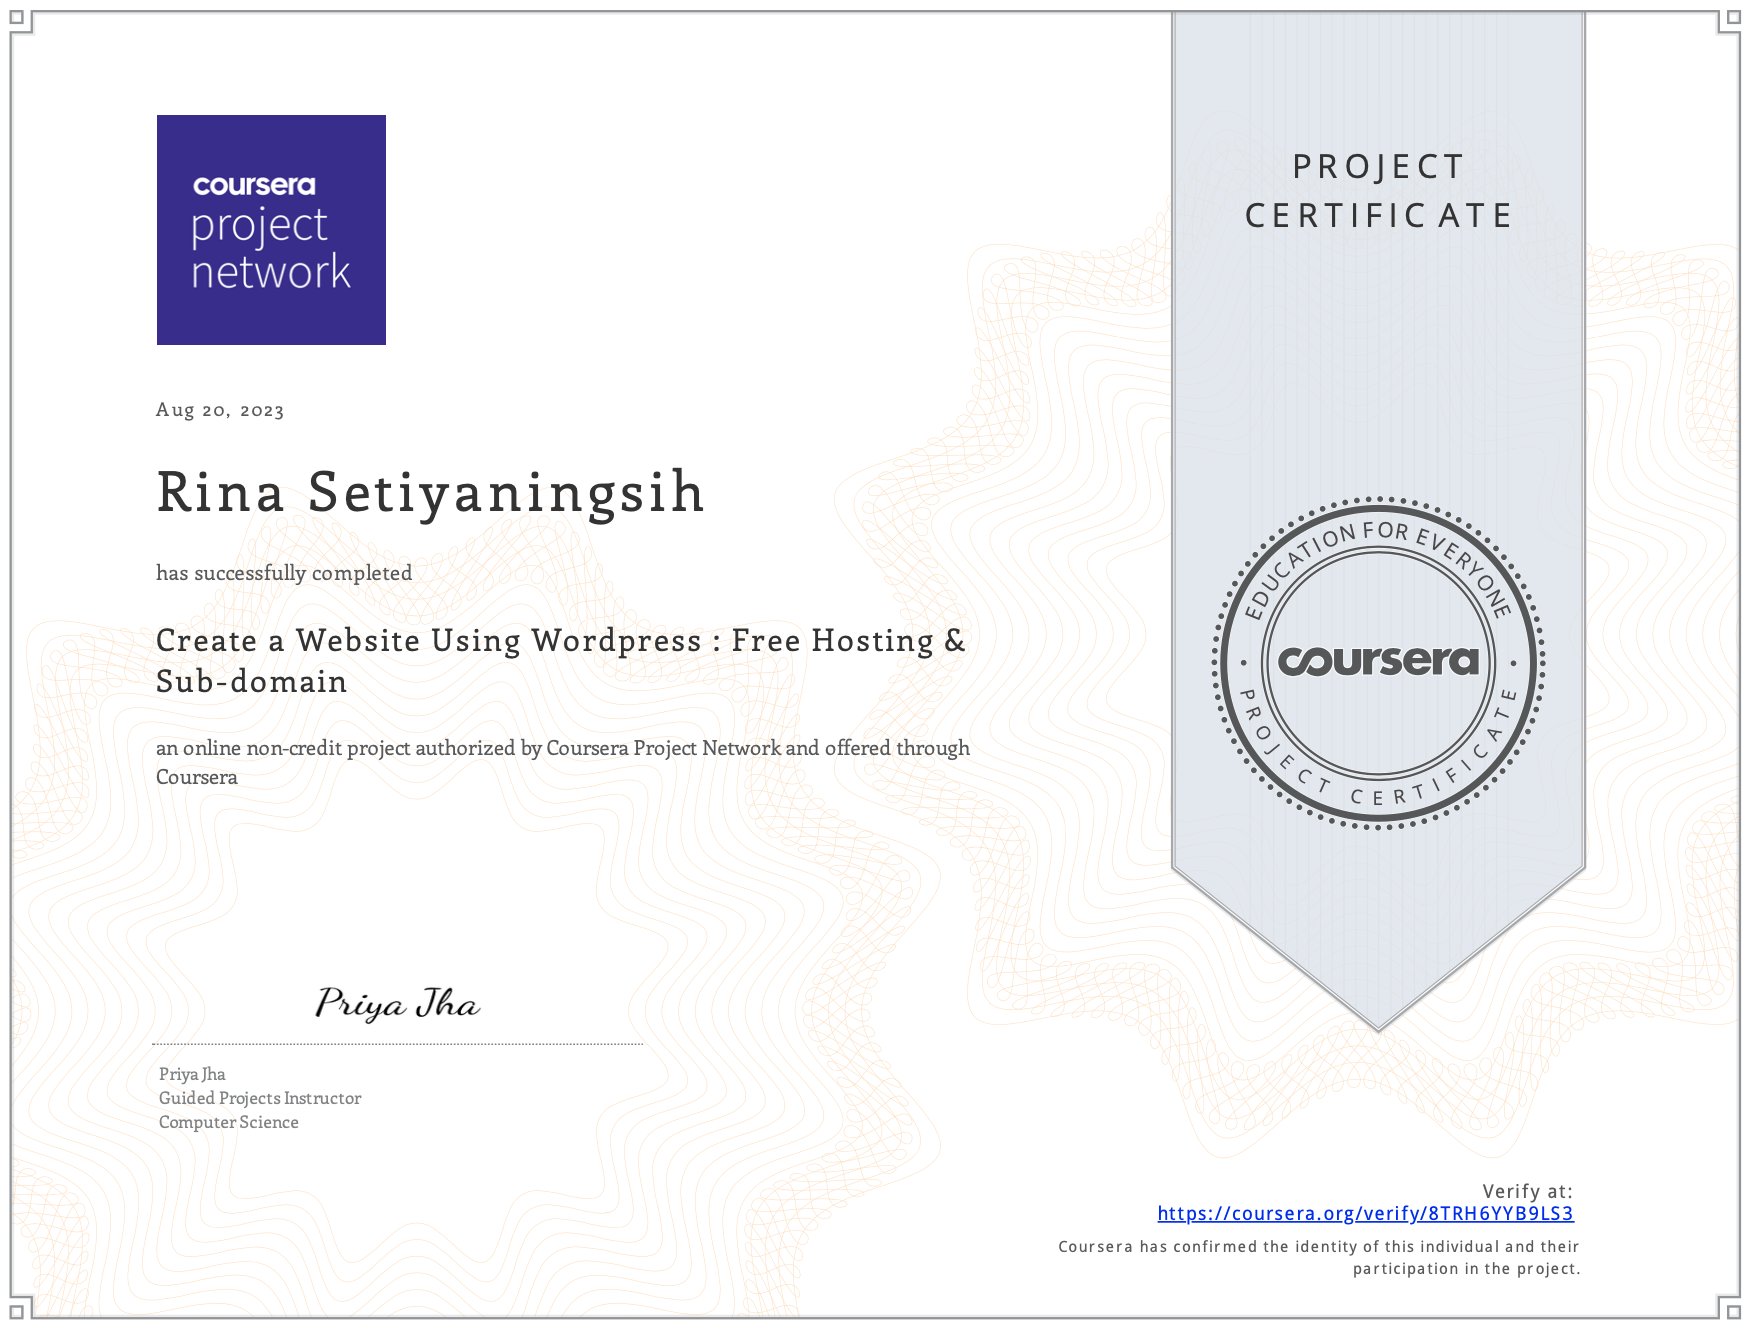 coursera
project
network
PROJECT
CERTIFICATE
Aug 20, 2023
Rina Setiyaningsih
has successfully completed
Create a Website Using Wordpress : Free Hosting &
Sub-domain
an online non-credit project authorized by Coursera Project Network and offered through
Coursera
EDUCATION FOR EVERYONE
coursera
PROJECT CERTIFICATE
Priya Jha
Priya Jha
Guided Projects Instructor
Computer Science
Verify at:
https://coursera.org/verify/8TRH6YYB9LS3
Coursera has confirmed the identity of this individual and their
participation in the project.